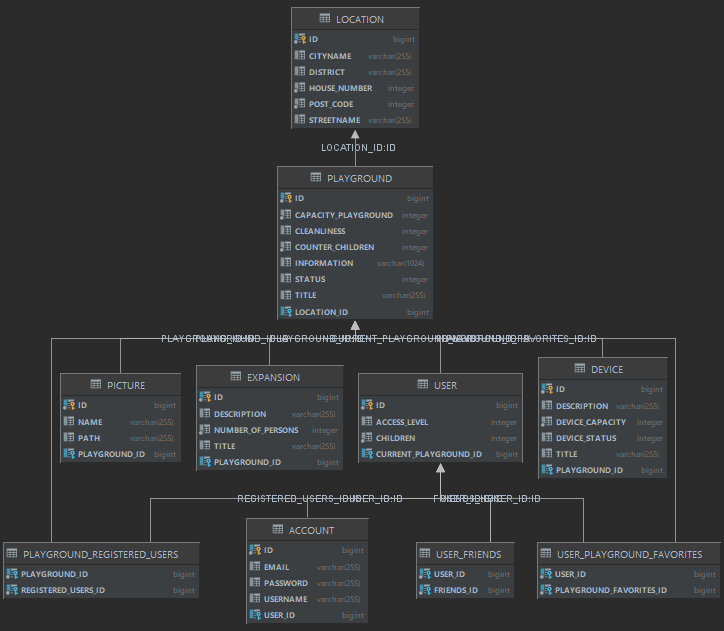 LOCATION
ID bigint
CITYNAME varchar(255)
DISTRICT varchar(255)
HOUSE_NUMBER integer
POST_CODE integer
STREETNAME varchar(255)
LOCATION_ID:ID
PLAYGROUND
ID bigint
CAPACITY_PLAYGROUND integer
CLEANLINESS integer
COUNTER_CHILDREN integer
INFORMATION varchar(1024)
STATUS integer
TITLE varchar(255)
LOCATION_ID bigint
PICTURE
ID bigint
NAME varchar(255)
PATH varchar(255)
PLAYGROUND_ID bigint
EXPANSION
ID bigint
DESCRIPTION varchar(255)
NUMBER_OF_PERSONS integer
TITLE varchar(255)
PLAYGROUND_ID bigint
USER
ID bigint
ACCESS_LEVEL integer
CHILDREN integer
CURRENT_PLAYGROUND_ID bigint
DEVICE
ID bigint
DESCRIPTION varchar(255)
DEVICE_CAPACITY integer
DEVICE_STATUS integer
TITLE varchar(255)
PLAYGROUND_ID bigint
PLAYGROUND_REGISTERED_USERS
PLAYGROUND_ID bigint
REGISTERED_USERS_ID bigint
ACCOUNT
ID bigint
EMAIL varchar(255)
PASSWORD varchar(255)
USERNAME varchar(255)
USER_ID bigint
USER_FRIENDS
USER_ID bigint
FRIENDS_ID bigint
USER_PLAYGROUND_FAVORITES
USER_ID bigint
PLAYGROUND_FAVORITES_ID bigint